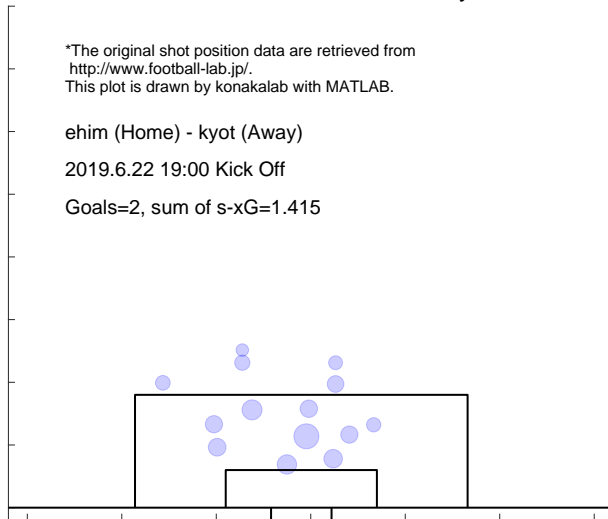 *The original shot position data are retrieved from
http://www.football-lab.jp/.
This plot is drawn by konakalab with MATLAB.
ehim (Home) - kyot (Away)
2019.6.22 19:00 Kick Off
Goals=2, sum of s-xG=1.415